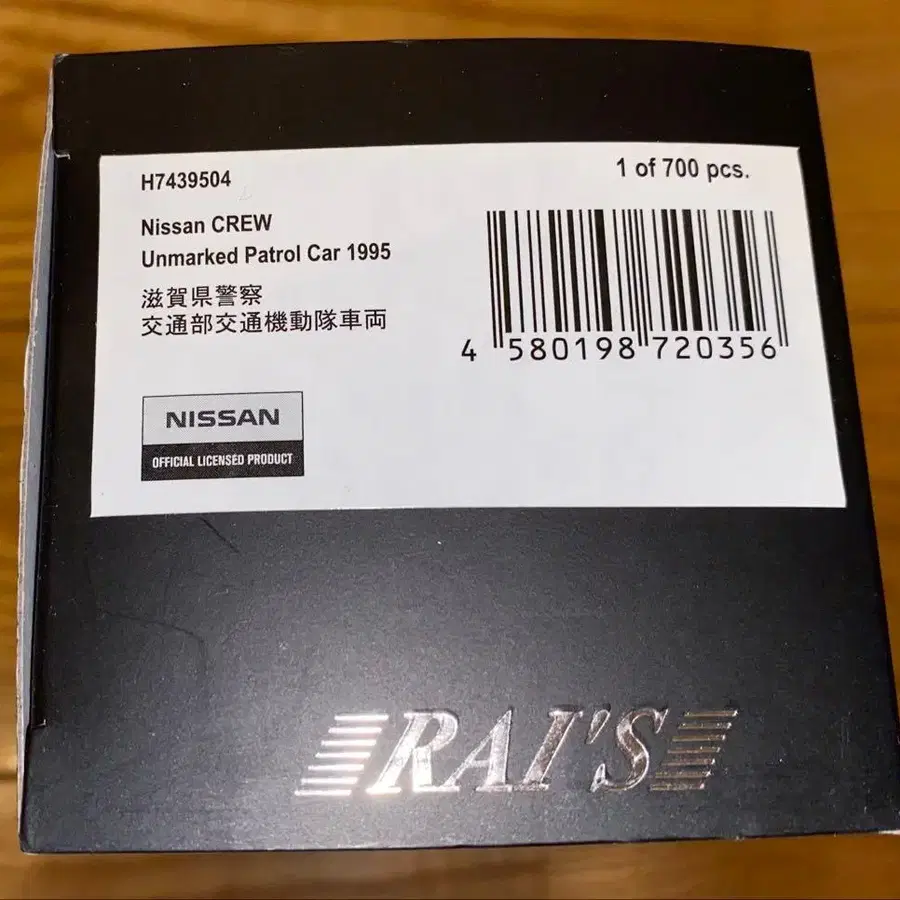 H7439504
1 of 700 pcs.
Nissan CREW
Unmarked Patrol Car 1995
滋賀県警察
交通部交通機動隊車両
4 580198 720356
NISSAN
OFFICIAL LICENSED PRODUCT
RAI'S